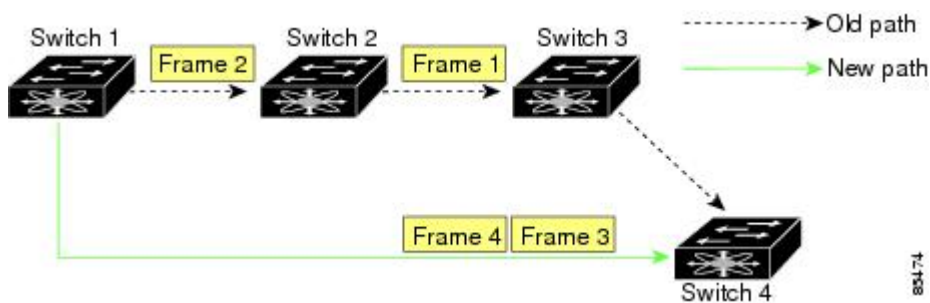 Switch 1
Switch 2
Switch 3
Old path
New path
Frame 2
Frame 1
Frame 4
Frame 3
Switch 4
85474